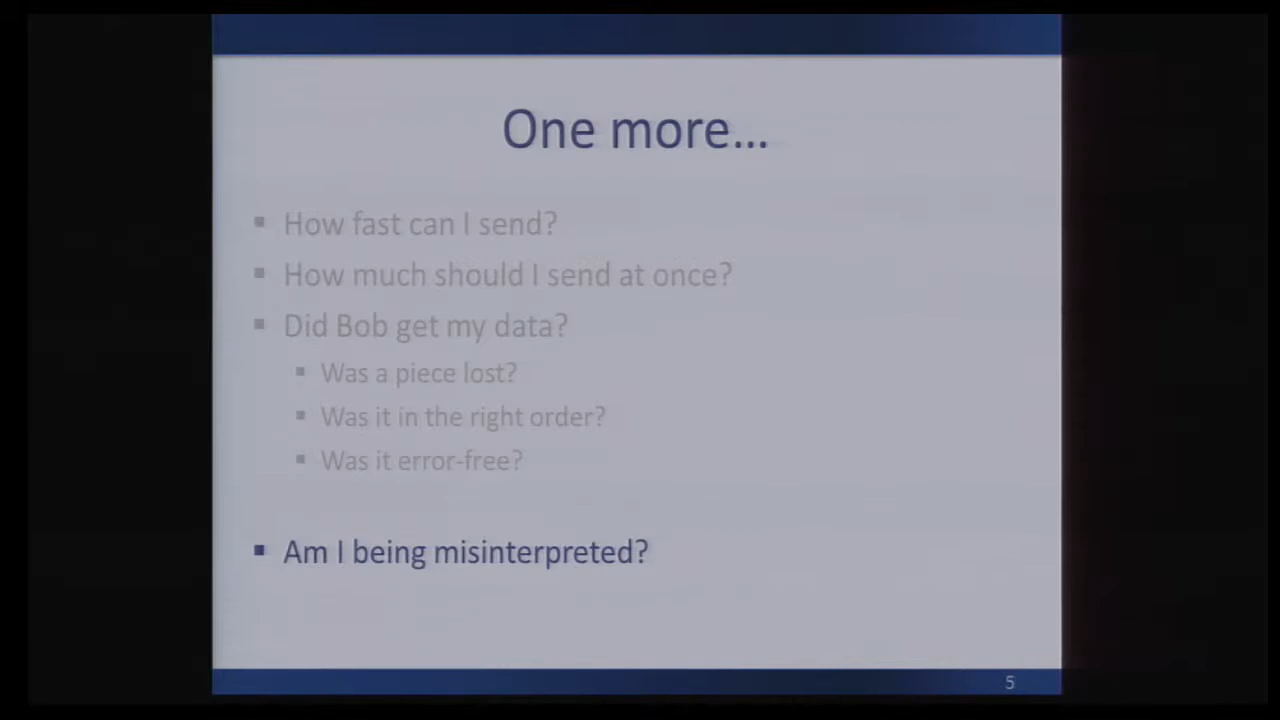 One more...
▪ How fast can I send?
▪ How much should I send at once?
▪ Did Bob get my data?
▪ Was a piece lost?
▪ Was it in the right order?
▪ Was it error-free?
▪ Am I being misinterpreted?
5